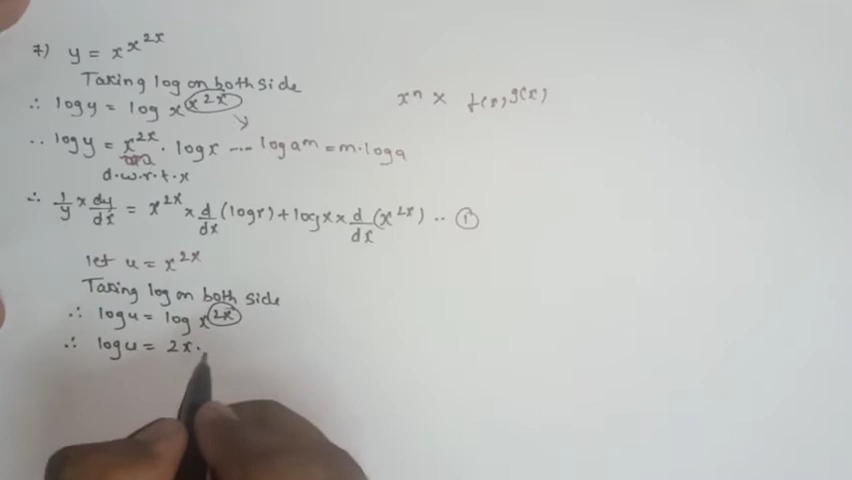 7) y = x^x^2x
Taking log on both side
∴ log y = log x^x^2x
x^n × f(x)^g(x)
∴ log y = x^2x · log x ---- log a^m = m·log a
d.w.r.t.x
∴ 1/y × dy/dx = x^2x × d/dx (log x) + log x × d/dx (x^2x) ·· ①
let u = x^2x
Taking log on both side
∴ log u = log x^2x
∴ log u = 2x·